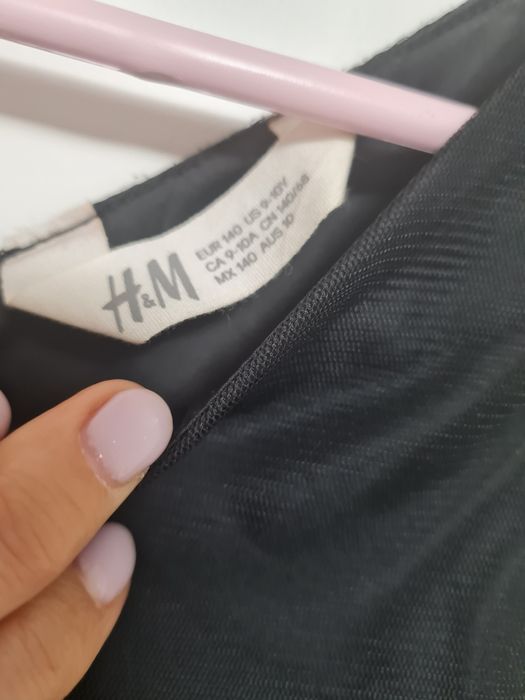 H&M
EUR 140 US 9-10Y
CA 9-10A CN 140/68
MX 140 AUS 10